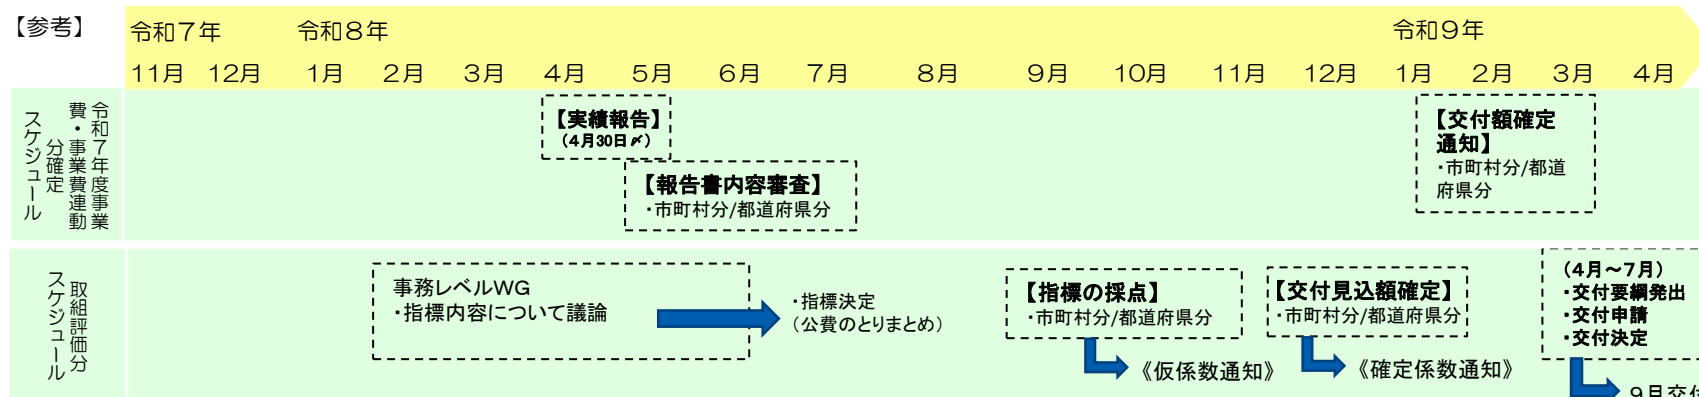 【参考】
令和7年
令和8年
令和9年
11月
12月
1月
2月
3月
4月
5月
6月
7月
8月
9月
10月
11月
12月
1月
2月
3月
4月
令和7年度事業
費・事業費連動
分確定
スケジュール
【実績報告】
（4月30日〆）
【報告書内容審査】
・市町村分/都道府県分
【交付額確定
通知】
・市町村分/都道
府県分
取組評価分
スケジュール
事務レベルWG
・指標内容について議論
・指標決定
（公費のとりまとめ）
【指標の採点】
・市町村分/都道府県分
《仮係数通知》
【交付見込額確定】
・市町村分/都道府県分
《確定係数通知》
（4月～7月）
・交付要綱発出
・交付申請
・交付決定
9月交付